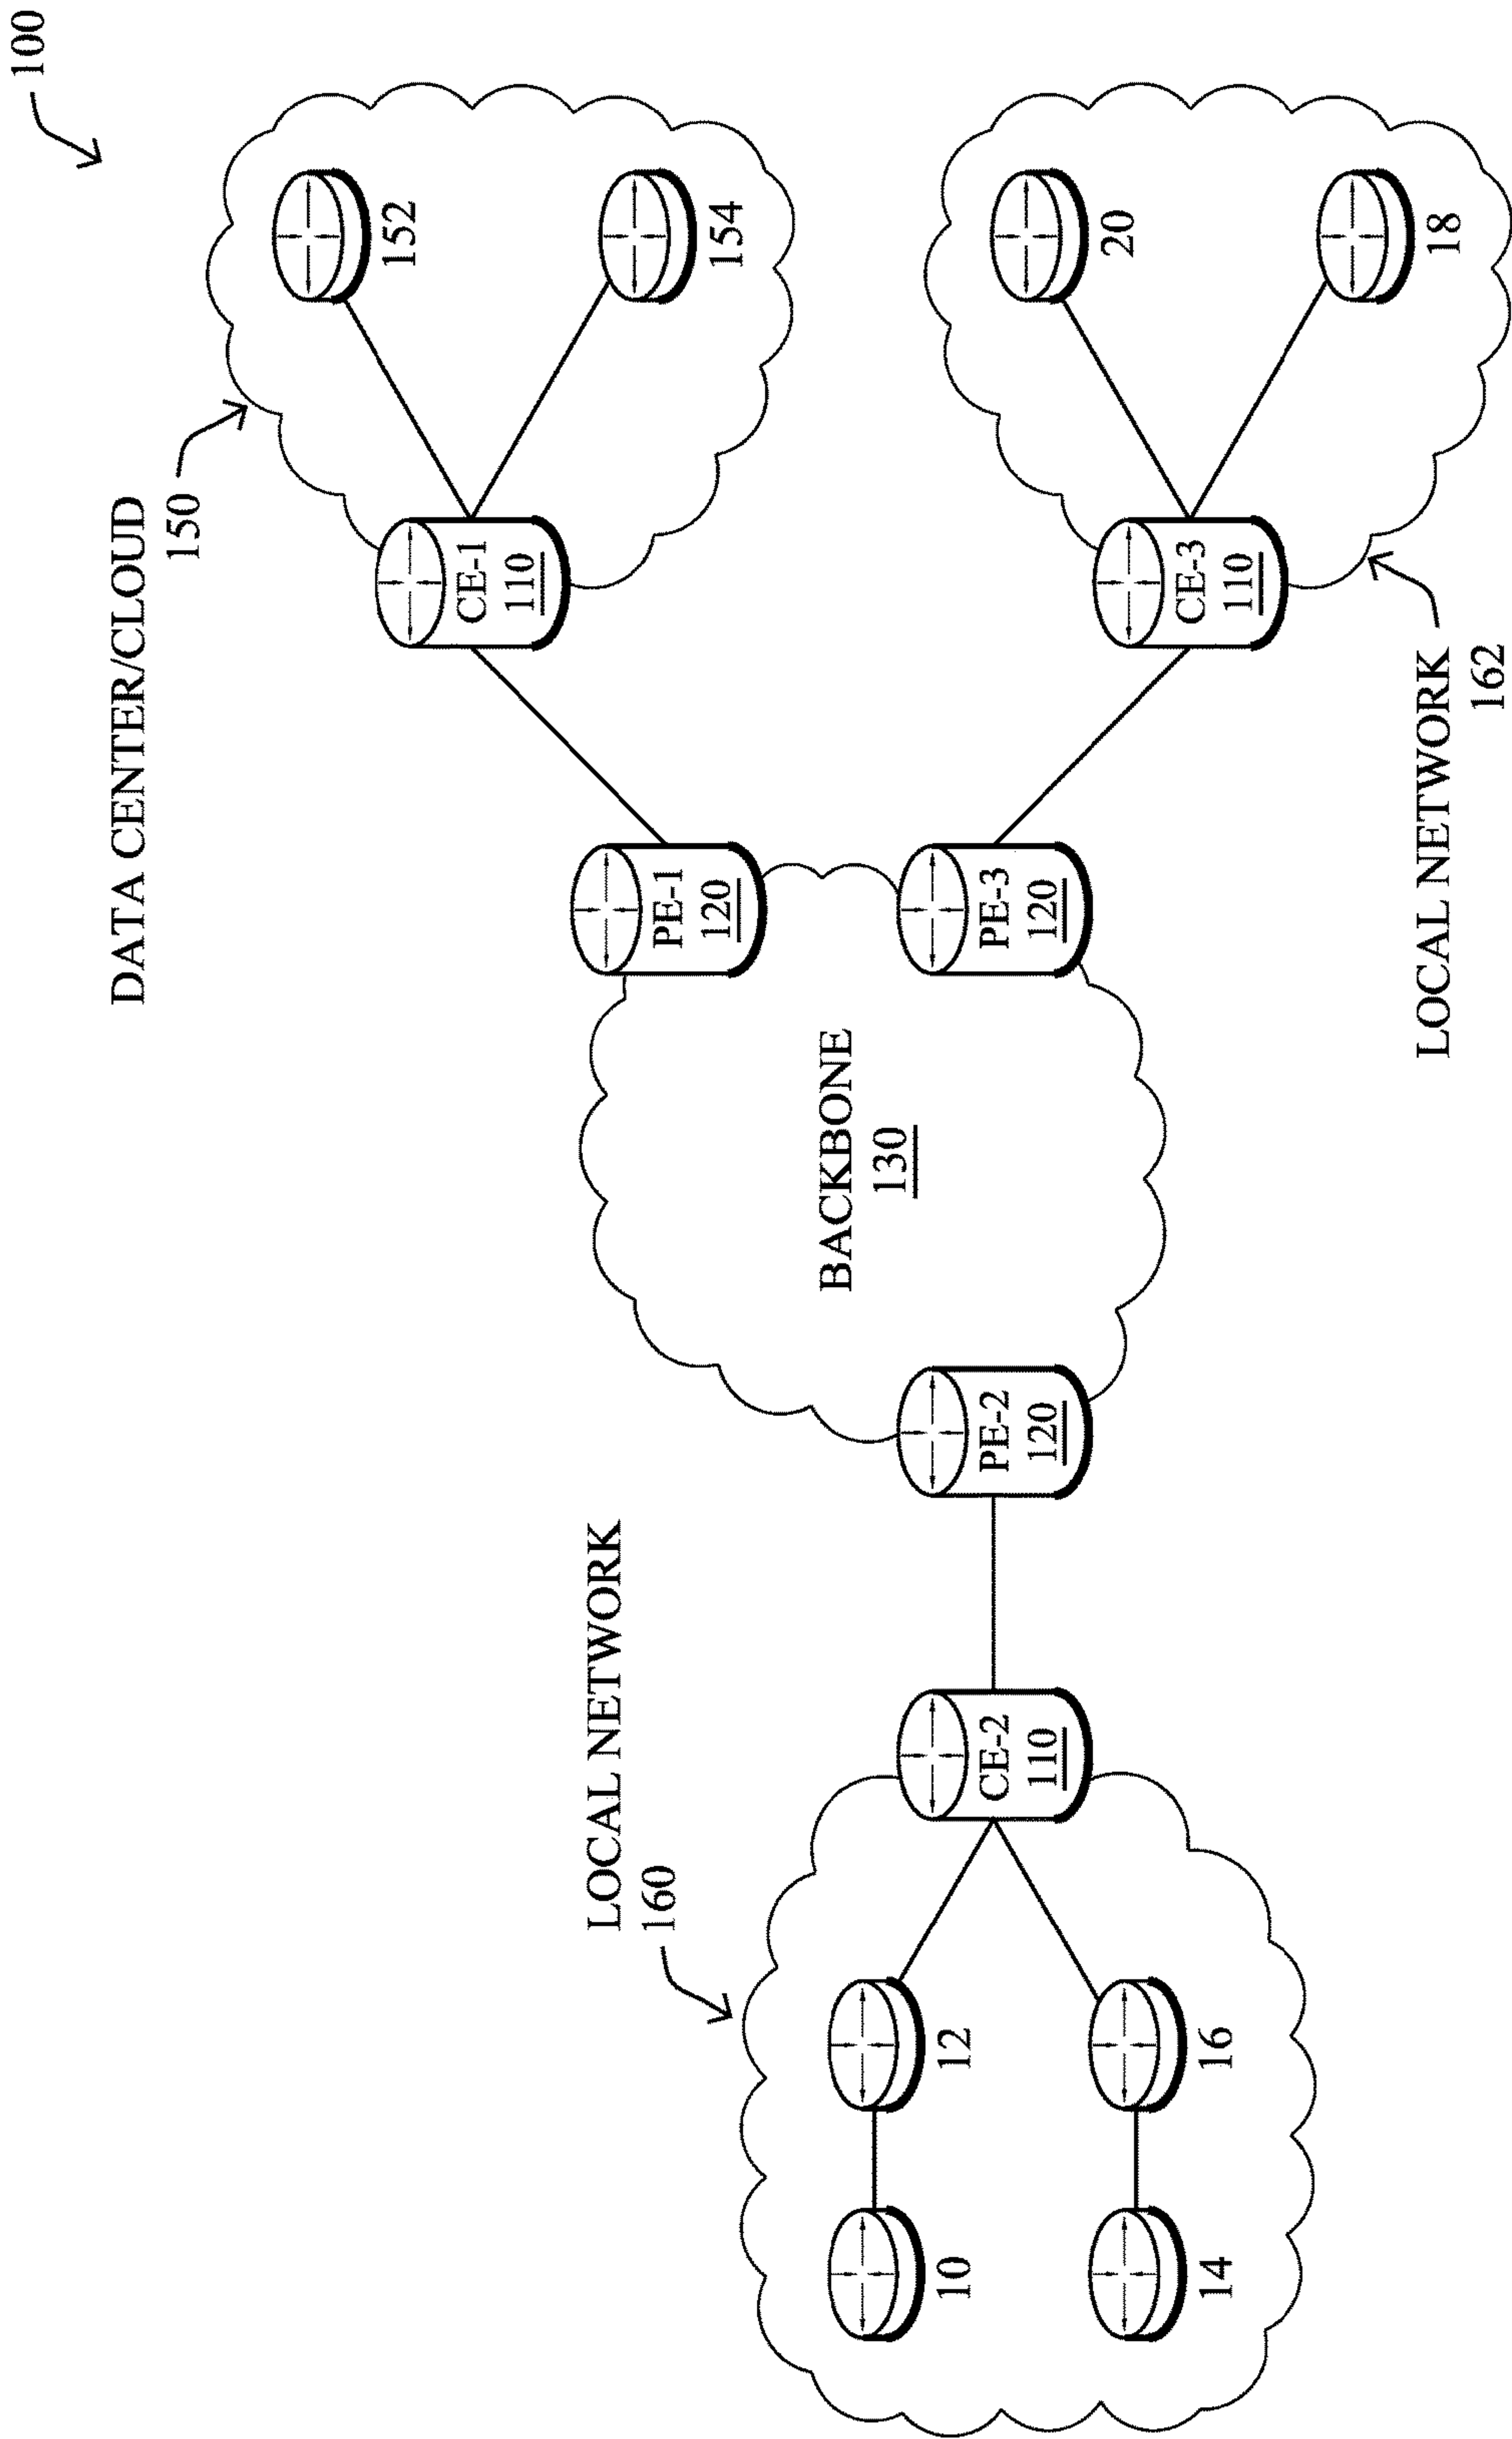 100
DATA CENTER/CLOUD
150
152
154
CE-1
110
PE-1
120
BACKBONE
130
PE-3
120
PE-2
120
CE-3
110
20
18
LOCAL NETWORK
162
LOCAL NETWORK
160
CE-2
110
12
16
10
14